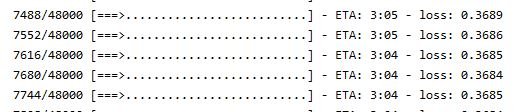 7488/48000 [===>..........................] - ETA: 3:05 - loss: 0.3689
7552/48000 [===>..........................] - ETA: 3:05 - loss: 0.3686
7616/48000 [===>..........................] - ETA: 3:04 - loss: 0.3685
7680/48000 [===>..........................] - ETA: 3:04 - loss: 0.3684
7744/48000 [===>..........................] - ETA: 3:04 - loss: 0.3685